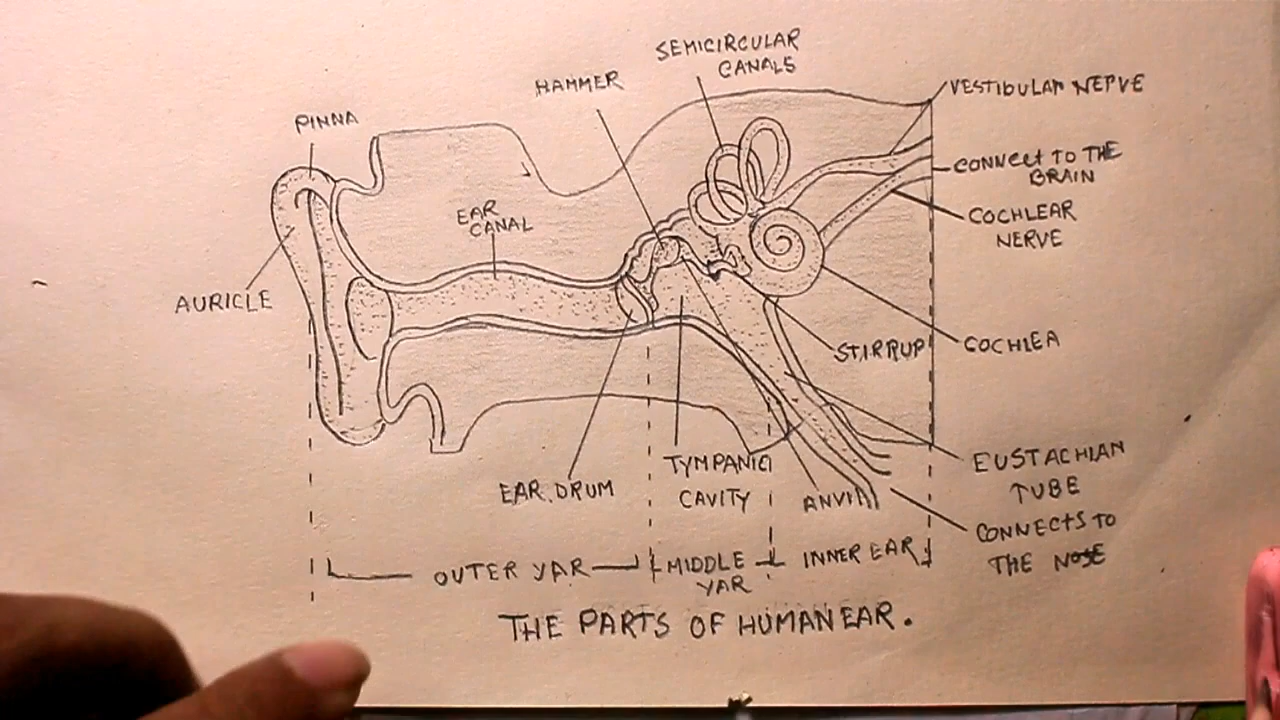 SEMICIRCULAR
CANALS
HAMMER
VESTIBULAR NERVE
PINNA
CONNECT TO THE
BRAIN
EAR
CANAL
COCHLEAR
NERVE
AURICLE
STIRRUP
COCHLEA
TYMPANIC
CAVITY
EAR DRUM
ANVIL
EUSTACHIAN
TUBE
CONNECTS TO
THE NOSE
OUTER YAR
MIDDLE
YAR
INNER EAR
THE PARTS OF HUMAN EAR.